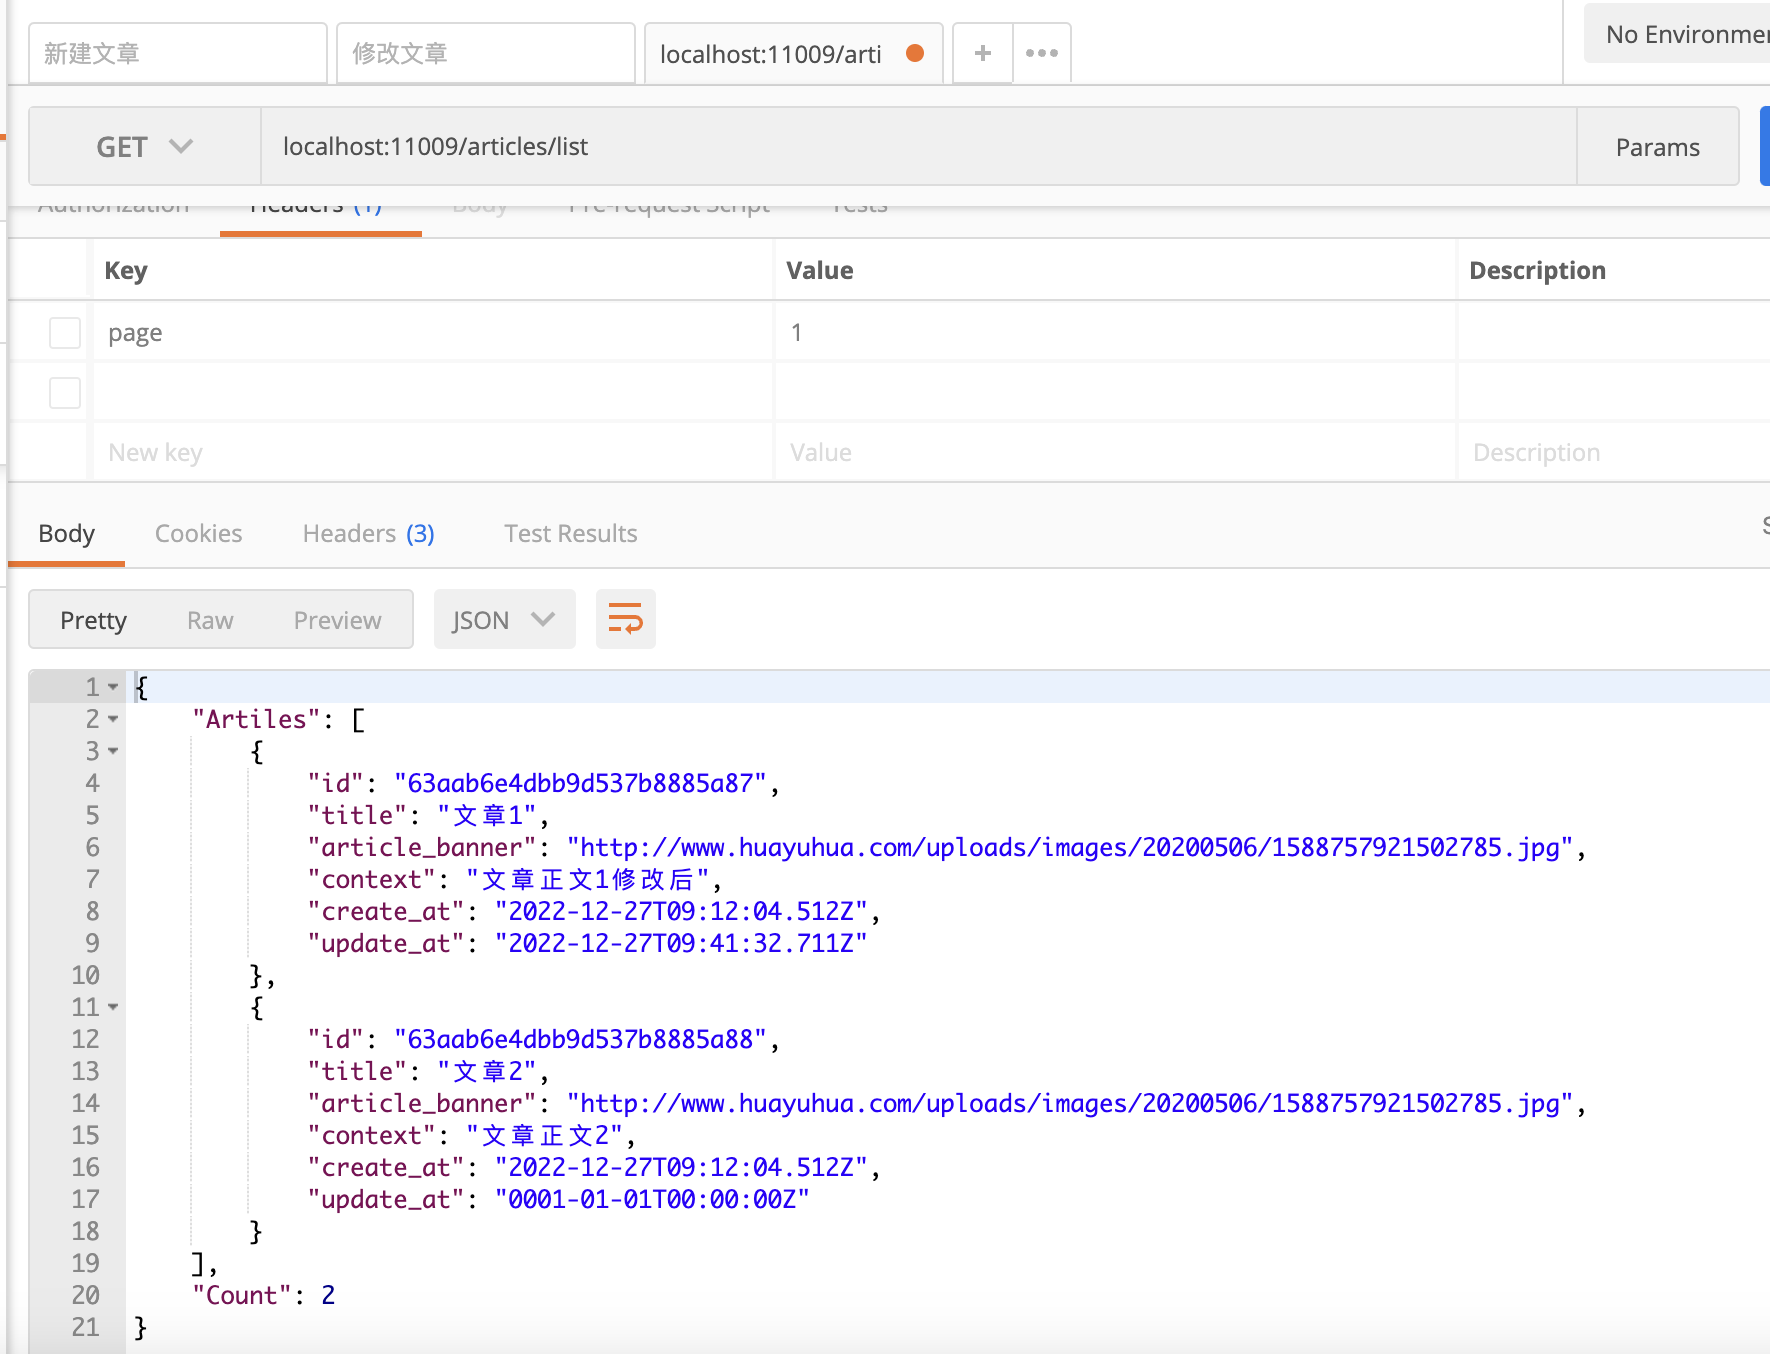 新建文章
修改文章
localhost:11009/arti
No Environme
GET
localhost:11009/articles/list
Params
Authorization Headers (1) Body Pre-request Script Tests
Key Value Description
page 1
New key Value Description
Body Cookies Headers (3) Test Results
Pretty Raw Preview JSON
1 {
2 "Artiles": [
3 {
4 "id": "63aab6e4dbb9d537b8885a87",
5 "title": "文章1",
6 "article_banner": "http://www.huayuhua.com/uploads/images/20200506/1588757921502785.jpg",
7 "context": "文章正文1修改后",
8 "create_at": "2022-12-27T09:12:04.512Z",
9 "update_at": "2022-12-27T09:41:32.711Z"
10 },
11 {
12 "id": "63aab6e4dbb9d537b8885a88",
13 "title": "文章2",
14 "article_banner": "http://www.huayuhua.com/uploads/images/20200506/1588757921502785.jpg",
15 "context": "文章正文2",
16 "create_at": "2022-12-27T09:12:04.512Z",
17 "update_at": "0001-01-01T00:00:00Z"
18 }
19 ],
20 "Count": 2
21 }